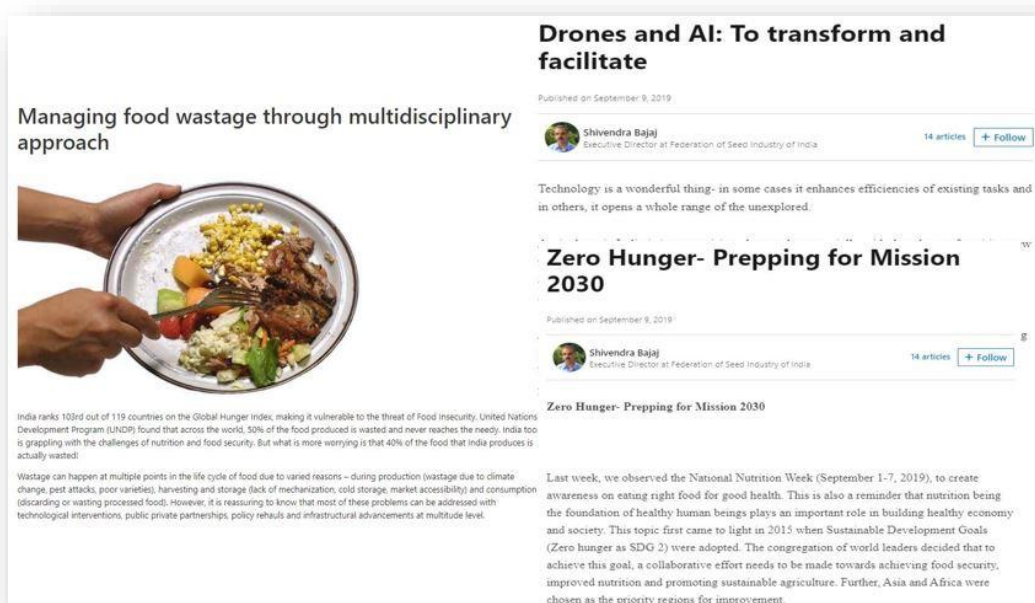 Managing food wastage through multidisciplinary
approach
India ranks 103rd out of 119 countries on the Global Hunger Index, making it vulnerable to the threat of Food Insecurity. United Nations
Development Program (UNDP) found that across the world, 50% of the food produced is wasted and never reaches the needy. India too
is grappling with the challenges of nutrition and food security. But what is more worrying is that 40% of the food that India produces is
actually wasted!
Wastage can happen at multiple points in the life cycle of food due to varied reasons – during production (wastage due to climate
change, pest attacks, poor varieties), harvesting and storage (lack of mechanization, cold storage, market accessibility) and consumption
(discarding or wasting processed food). However, it is reassuring to know that most of these problems can be addressed with
technological interventions, public private partnerships, policy rehauls and infrastructural advancements at multitude level.
Drones and AI: To transform and
facilitate
Published on September 9, 2019
Shivendra Bajaj
Executive Director at Federation of Seed Industry of India
14 articles
+ Follow
Technology is a wonderful thing- in some cases it enhances efficiencies of existing tasks and
in others, it opens a whole range of the unexplored.
w
g
Zero Hunger- Prepping for Mission
2030
Published on September 9, 2019
Shivendra Bajaj
Executive Director at Federation of Seed Industry of India
14 articles
+ Follow
Zero Hunger- Prepping for Mission 2030
Last week, we observed the National Nutrition Week (September 1-7, 2019), to create
awareness on eating right food for good health. This is also a reminder that nutrition being
the foundation of healthy human beings plays an important role in building healthy economy
and society. This topic first came to light in 2015 when Sustainable Development Goals
(Zero hunger as SDG 2) were adopted. The congregation of world leaders decided that to
achieve this goal, a collaborative effort needs to be made towards achieving food security,
improved nutrition and promoting sustainable agriculture. Further, Asia and Africa were
chosen as the priority regions for improvement.